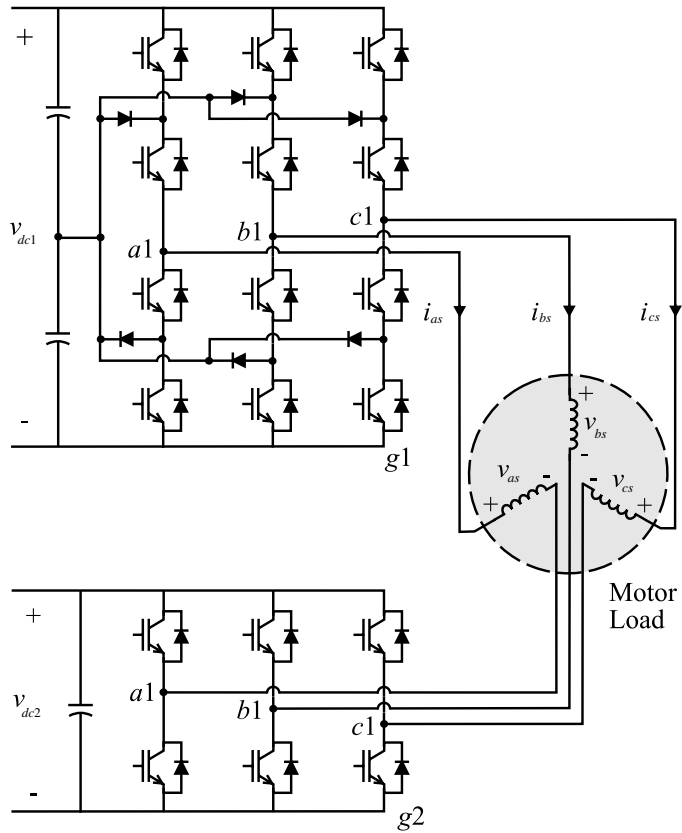 +
v_dc1
-
a1
b1
c1
g1
i_as
i_bs
i_cs
+
v_bs
-
v_as
-
+
-
v_cs
+
Motor
Load
+
v_dc2
-
a1
b1
c1
g2